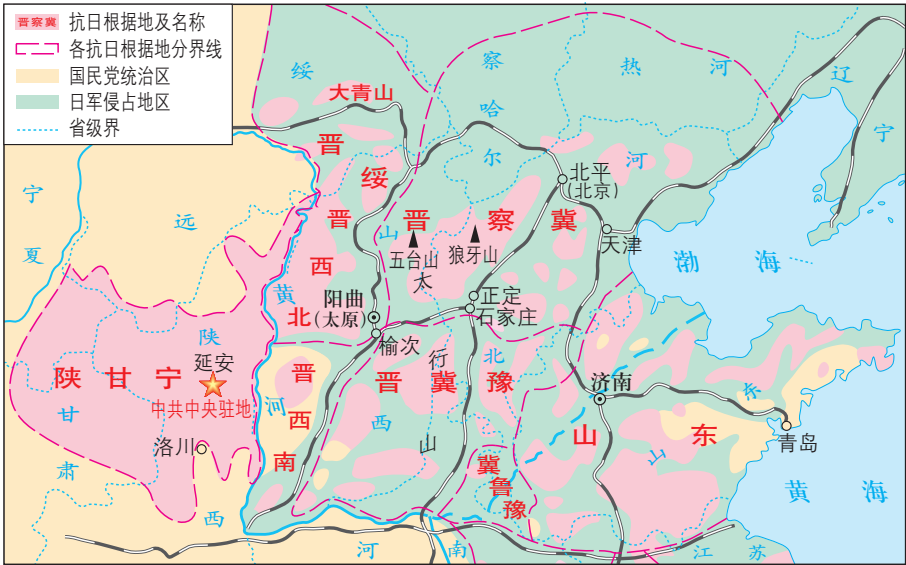 晋察冀 抗日根据地及名称
各抗日根据地分界线
国民党统治区
日军侵占地区
省级界
绥
察
热
河
辽
大青山
哈
宁
晋
尔
河
绥
北平
(北京)
宁
远
晋
山
晋
察
冀
夏
天津
五台山
狼牙山
渤
海
西
太
黄
阳曲
(太原)
北
正定
石家庄
陕
榆次
行
北
延安
陕
甘
宁
晋
晋
冀
豫
济南
东
中共中央驻地
甘
河
西
西
山
东
洛川
山
青岛
肃
南
冀
山
鲁
黄
海
西
豫
河
南
江
苏